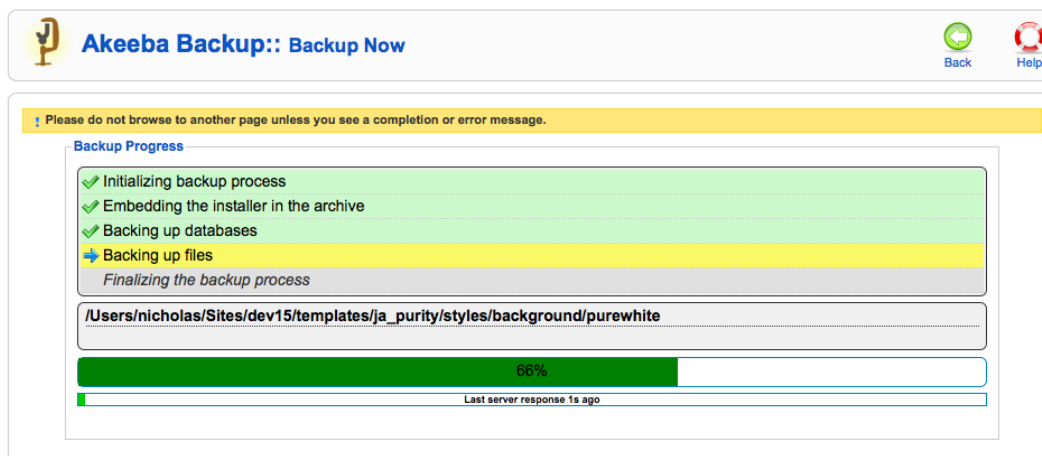 Akeeba Backup:: Backup Now
Back
Help
! Please do not browse to another page unless you see a completion or error message.
Backup Progress
Initializing backup process
Embedding the installer in the archive
Backing up databases
Backing up files
Finalizing the backup process
/Users/nicholas/Sites/dev15/templates/ja_purity/styles/background/purewhite
66%
Last server response 1s ago